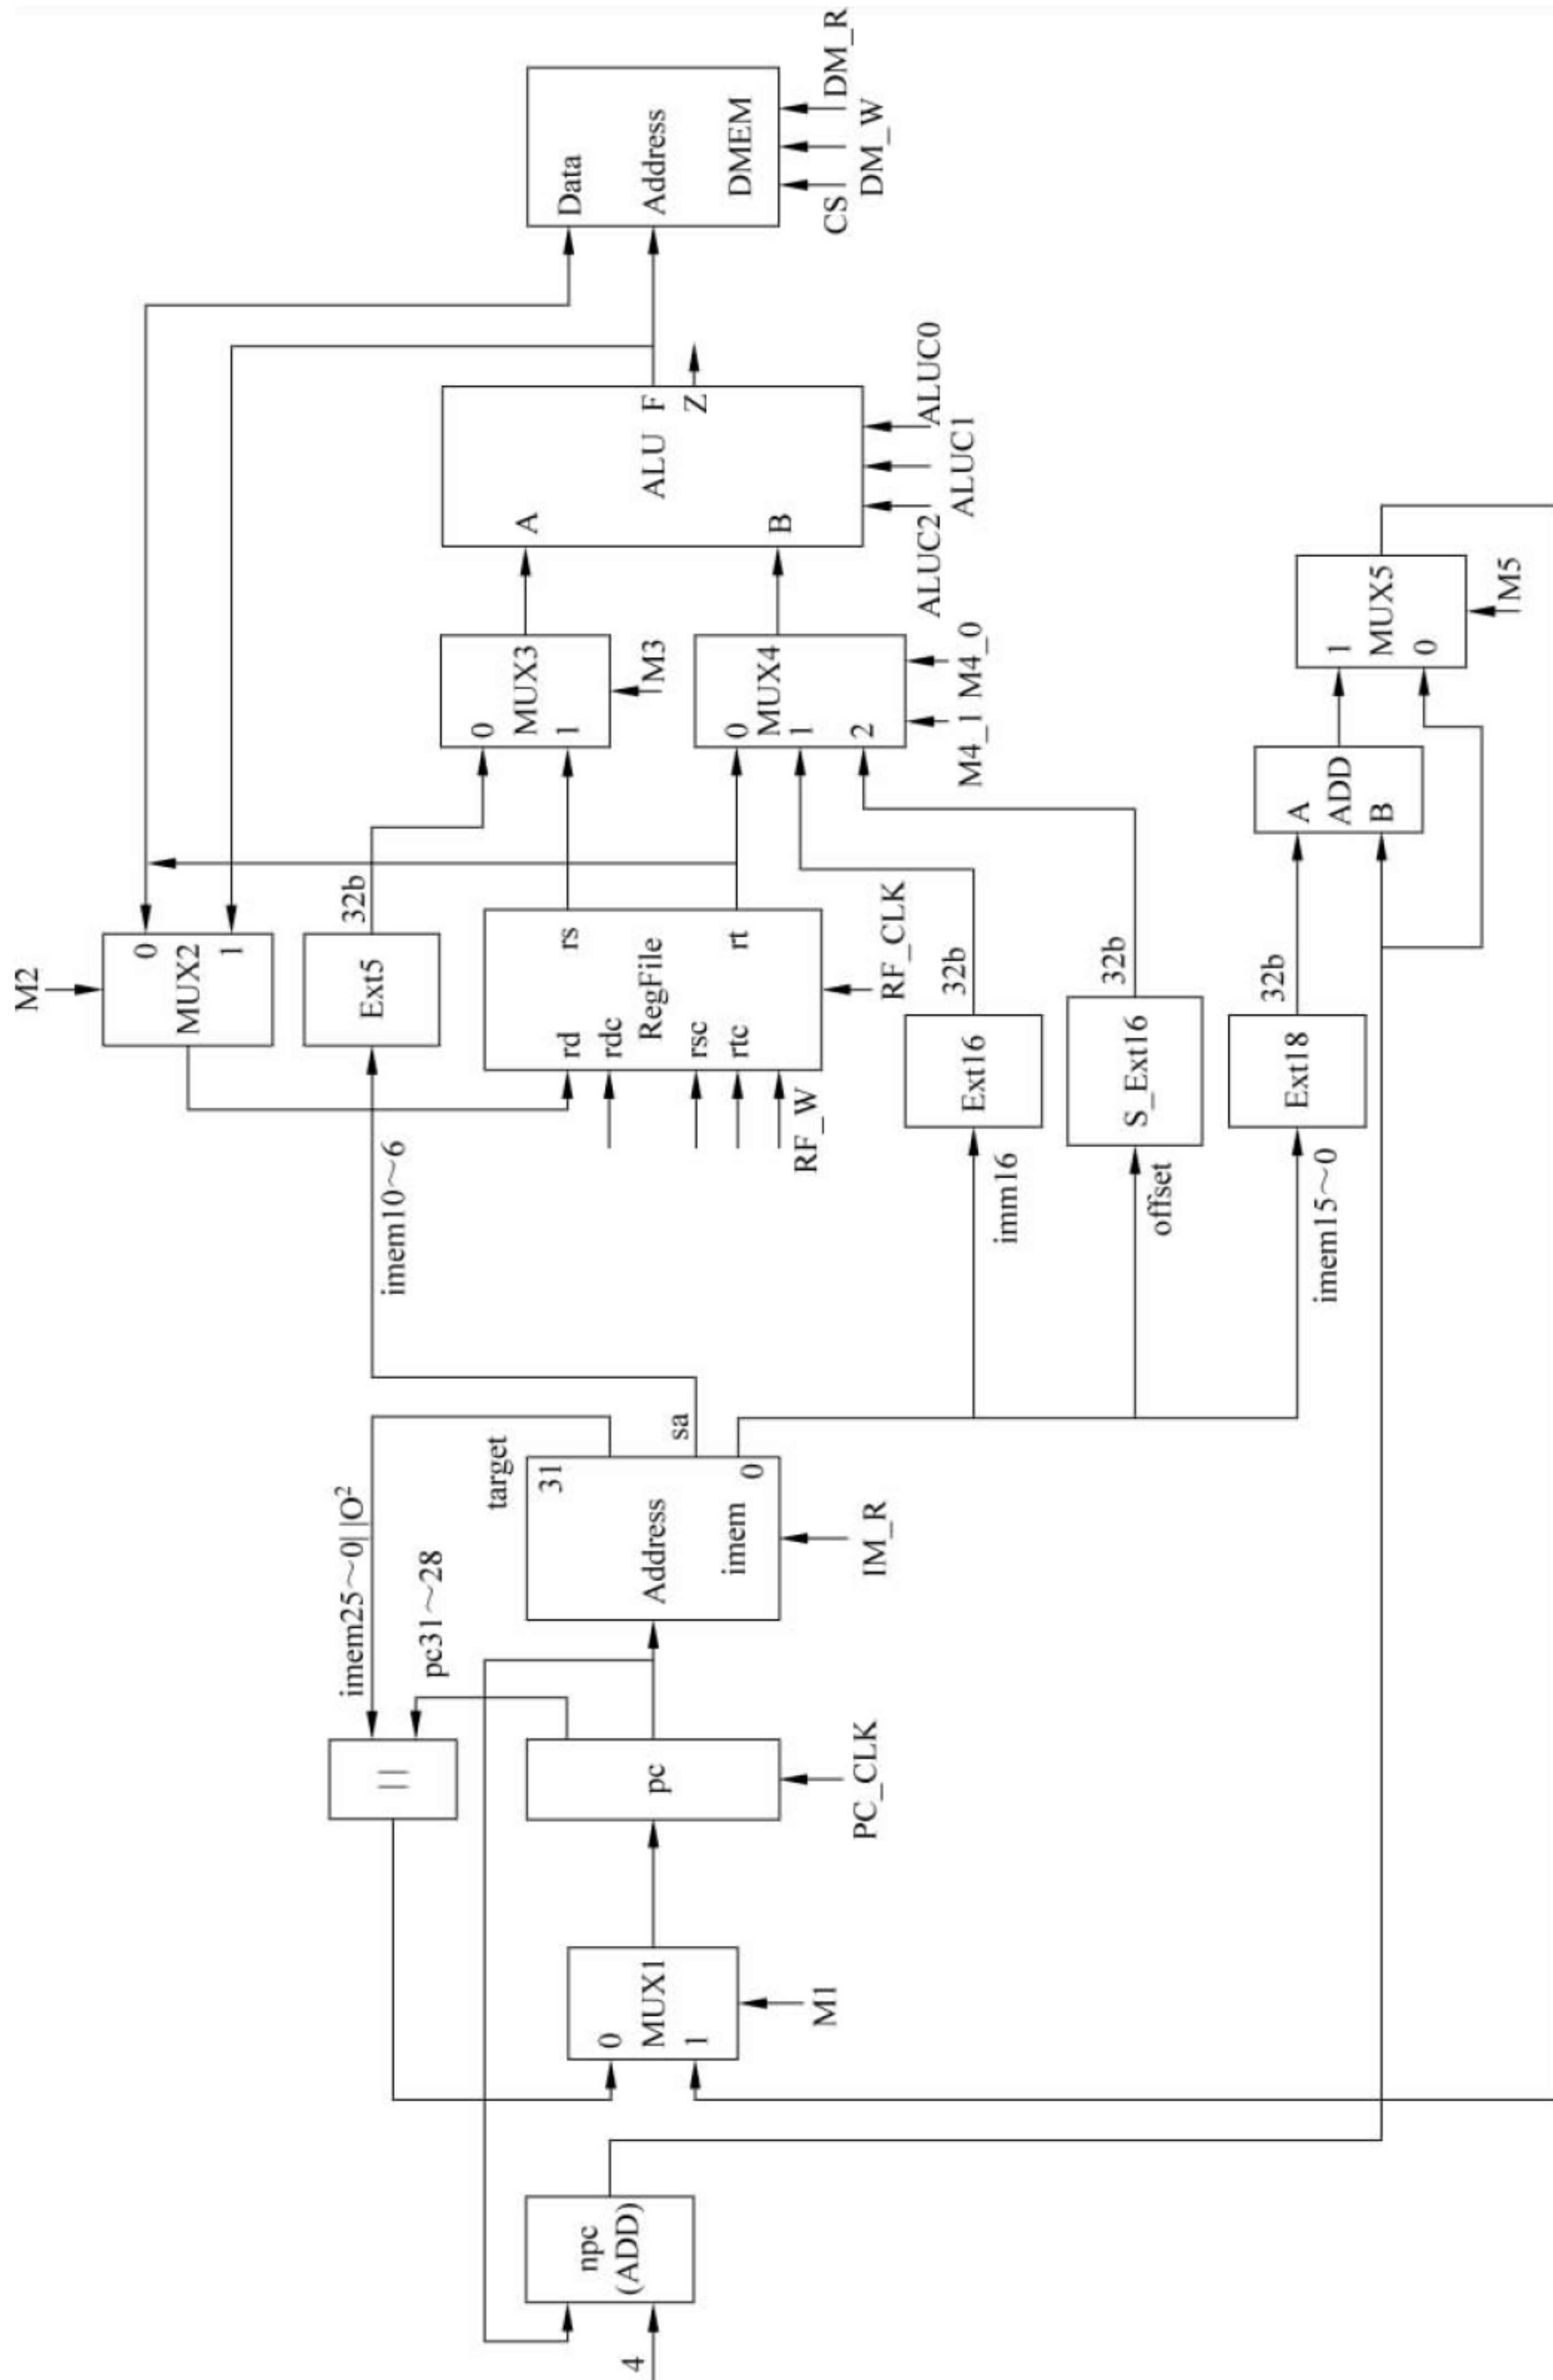 4
npc
(ADD)
0
MUX1
1
M1
||
imem25～0||O²
pc31～28
pc
PC_CLK
target
31
Address
imem
0
sa
IM_R
imem10～6
imm16
offset
imem15～0
M2
0
MUX2
1
Ext5
32b
rd
rdc
RegFile
rsc
rtc
rs
rt
RF_W
RF_CLK
Ext16
32b
S_Ext16
32b
Ext18
32b
0
MUX3
1
M3
0
MUX4
1
2
M4_1
M4_0
A
ADD
B
1
MUX5
0
M5
A
B
ALU
F
Z
ALUC2
ALUC1
ALUC0
Data
Address
DMEM
CS
DM_W
DM_R